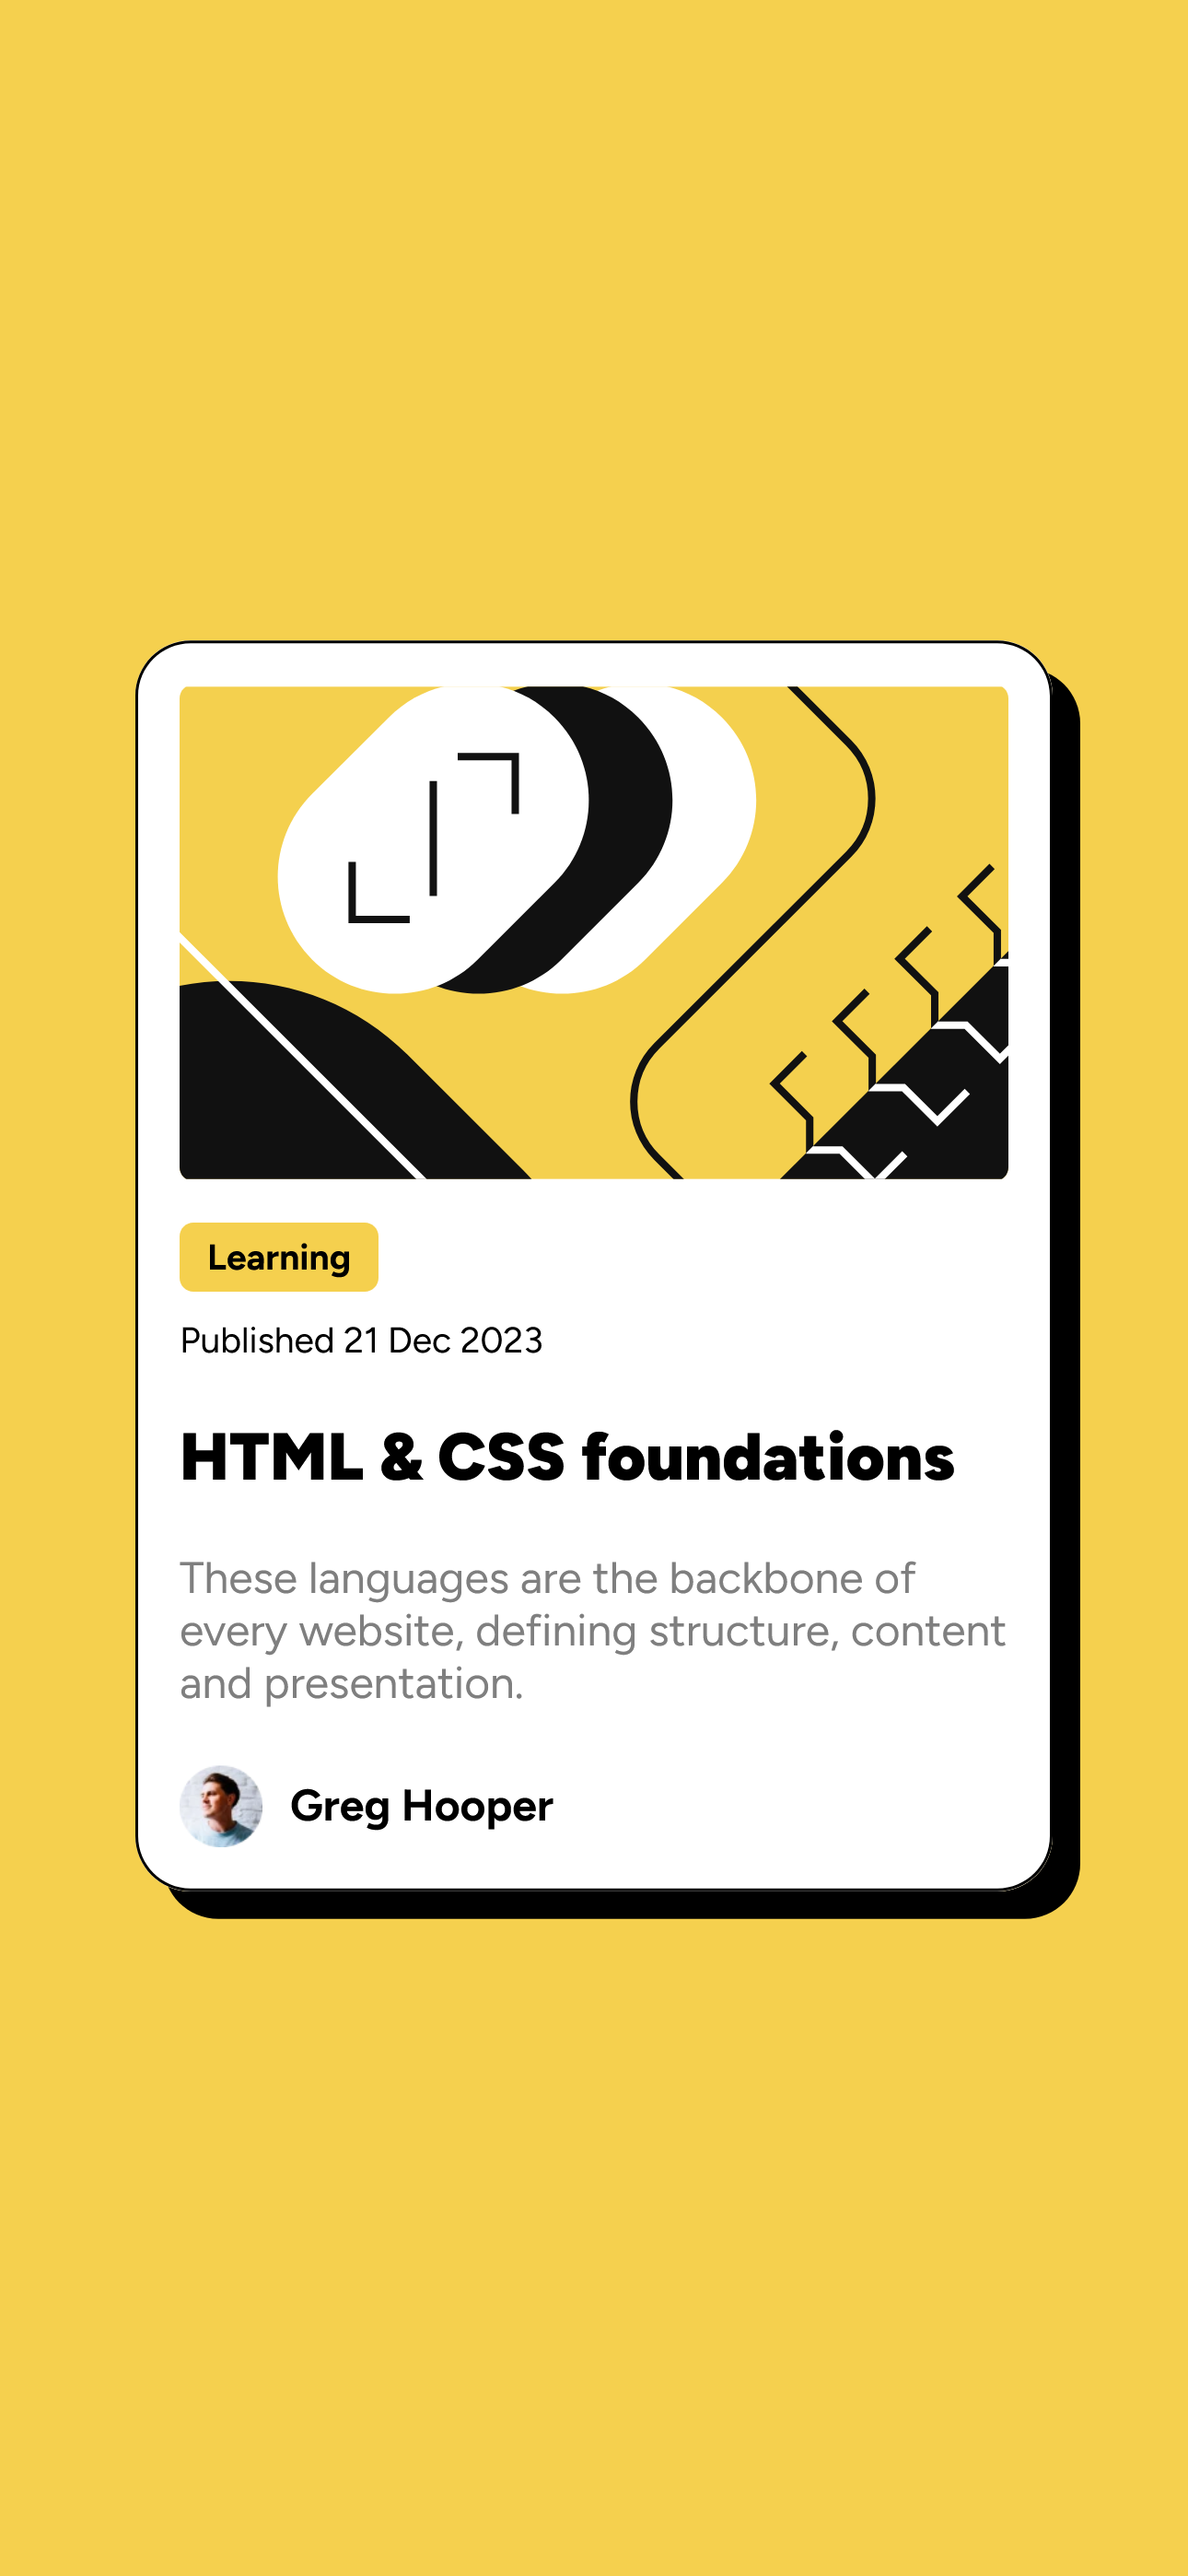 Learning
Published 21 Dec 2023
HTML & CSS foundations
These languages are the backbone of
every website, defining structure, content
and presentation.
Greg Hooper